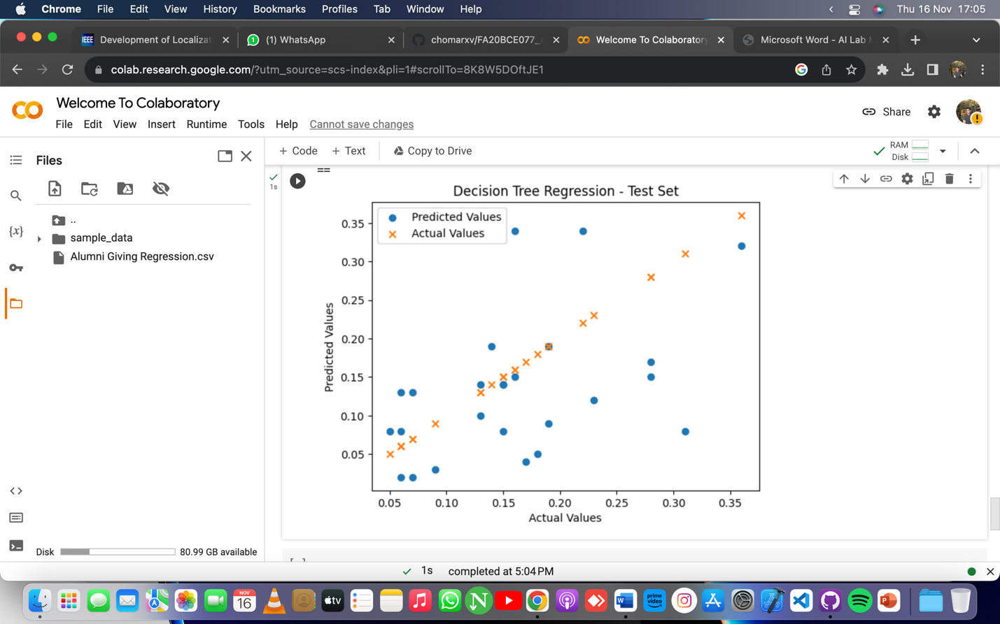 Chrome File Edit View History Bookmarks Profiles Tab Window Help Thu 16 Nov 17:05
IEEE Development of Localizat (1) WhatsApp chomarxv/FA20BCE077_ Welcome To Colaboratory Microsoft Word - AI Lab
colab.research.google.com/?utm_source=scs-index&pli=1#scrollTo=8K8W5DOftJE1
Welcome To Colaboratory
File Edit View Insert Runtime Tools Help Cannot save changes
Share
Files
+ Code + Text Copy to Drive
RAM
Disk
1s
==
..
sample_data
Alumni Giving Regression.csv
{x}
Decision Tree Regression - Test Set
Predicted Values
Actual Values
0.35
0.30
0.25
0.20
0.15
0.10
0.05
Predicted Values
0.05 0.10 0.15 0.20 0.25 0.30 0.35
Actual Values
Disk 80.99 GB available
[ ]
1s completed at 5:04 PM
NOV
16
tv
prime video